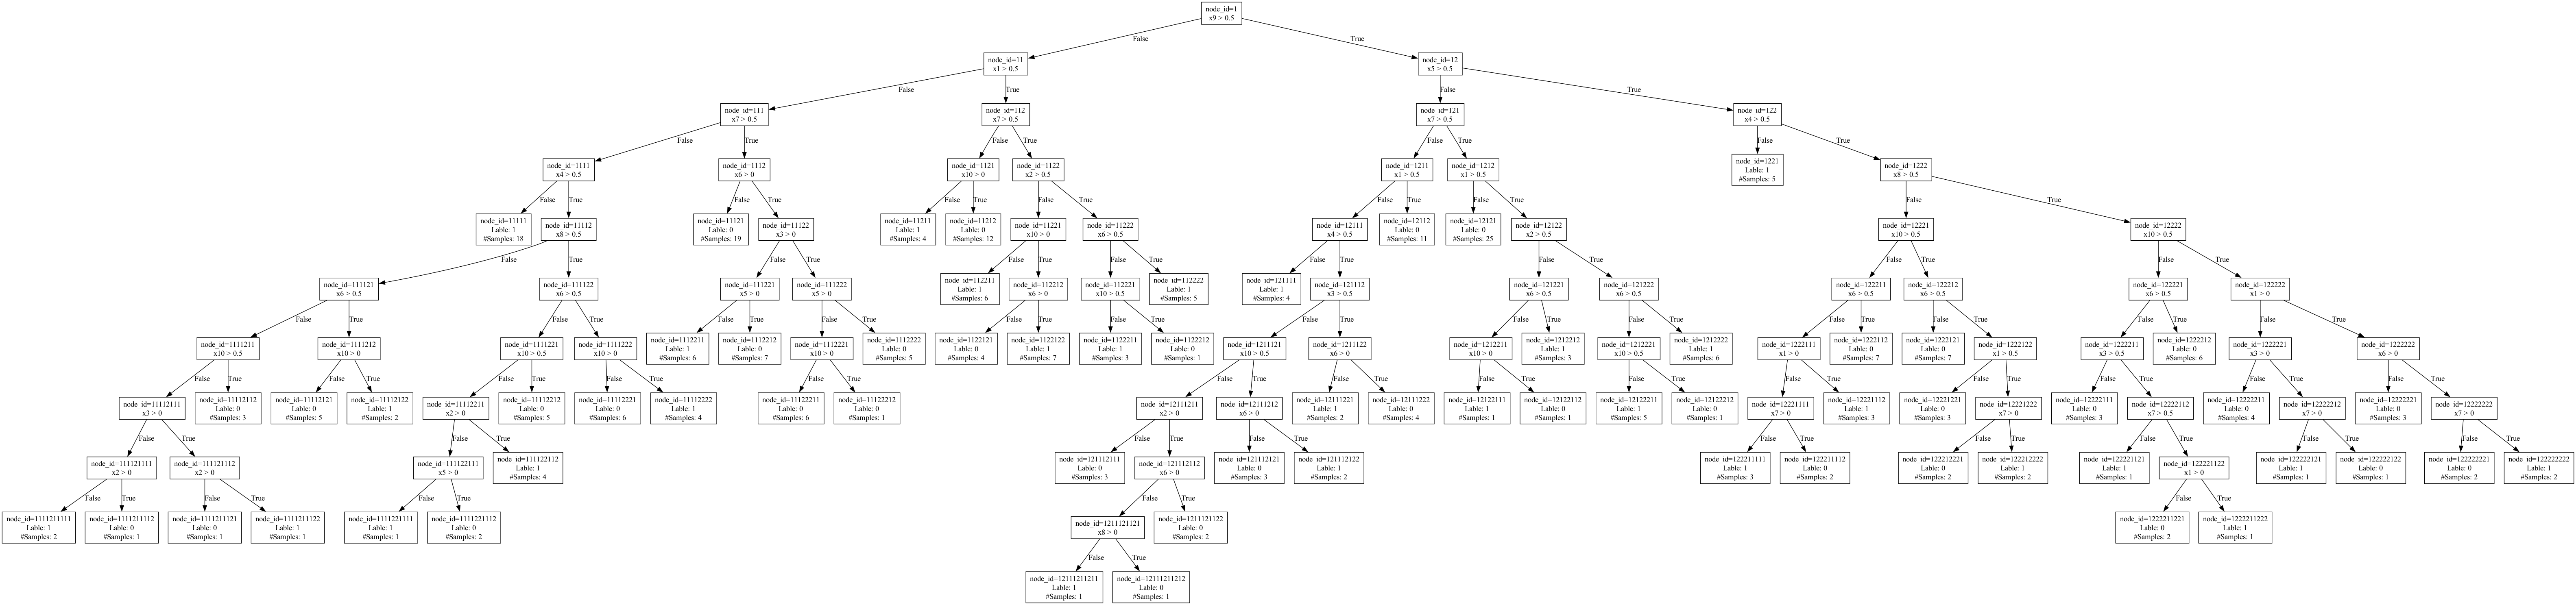 node_id=1
x9 > 0.5
False
True
node_id=11
x1 > 0.5
node_id=12
x5 > 0.5
False
True
False
True
node_id=111
x7 > 0.5
node_id=112
x7 > 0.5
node_id=121
x7 > 0.5
node_id=122
x4 > 0.5
False
True
False
True
False
True
False
True
node_id=1111
x4 > 0.5
node_id=1112
x6 > 0
node_id=1121
x10 > 0
node_id=1122
x2 > 0.5
node_id=1211
x1 > 0.5
node_id=1212
x1 > 0.5
node_id=1221
Lable: 1
#Samples: 5
node_id=1222
x8 > 0.5
False
True
False
True
False
True
False
True
False
True
False
True
False
True
node_id=11111
Lable: 1
#Samples: 18
node_id=11112
x8 > 0.5
node_id=11121
Lable: 0
#Samples: 19
node_id=11122
x3 > 0
node_id=11211
Lable: 1
#Samples: 4
node_id=11212
Lable: 0
#Samples: 12
node_id=11221
x10 > 0
node_id=11222
x6 > 0.5
node_id=12111
x4 > 0.5
node_id=12112
Lable: 0
#Samples: 11
node_id=12121
Lable: 0
#Samples: 25
node_id=12122
x2 > 0.5
node_id=12221
x10 > 0.5
node_id=12222
x10 > 0.5
False
True
False
True
False
True
False
True
False
True
False
True
False
True
False
True
node_id=111121
x6 > 0.5
node_id=111122
x6 > 0.5
node_id=111221
x5 > 0
node_id=111222
x5 > 0
node_id=112211
Lable: 1
#Samples: 6
node_id=112212
x6 > 0
node_id=112221
x10 > 0.5
node_id=112222
Lable: 1
#Samples: 5
node_id=121111
Lable: 1
#Samples: 4
node_id=121112
x3 > 0.5
node_id=121221
x6 > 0.5
node_id=121222
x6 > 0.5
node_id=122211
x6 > 0.5
node_id=122212
x6 > 0.5
node_id=122221
x6 > 0.5
node_id=122222
x1 > 0
False
True
False
True
False
True
False
True
False
True
False
True
False
True
False
True
False
True
False
True
False
True
False
True
False
True
node_id=1111211
x10 > 0.5
node_id=1111212
x10 > 0
node_id=1111221
x10 > 0.5
node_id=1111222
x10 > 0
node_id=1112211
Lable: 1
#Samples: 6
node_id=1112212
Lable: 0
#Samples: 7
node_id=1112221
x10 > 0
node_id=1112222
Lable: 0
#Samples: 5
node_id=1122121
Lable: 0
#Samples: 4
node_id=1122122
Lable: 1
#Samples: 7
node_id=1122211
Lable: 1
#Samples: 3
node_id=1122212
Lable: 0
#Samples: 1
node_id=1211121
x10 > 0.5
node_id=1211122
x6 > 0
node_id=1212211
x10 > 0
node_id=1212212
Lable: 1
#Samples: 3
node_id=1212221
x10 > 0.5
node_id=1212222
Lable: 1
#Samples: 6
node_id=1222111
x1 > 0
node_id=1222112
Lable: 0
#Samples: 7
node_id=1222121
Lable: 0
#Samples: 7
node_id=1222122
x1 > 0.5
node_id=1222211
x3 > 0.5
node_id=1222212
Lable: 0
#Samples: 6
node_id=1222221
x3 > 0
node_id=1222222
x6 > 0
False
True
False
True
False
True
False
True
False
True
False
True
False
True
False
True
False
True
False
True
False
True
False
True
False
True
False
True
node_id=11112111
x3 > 0
node_id=11112112
Lable: 0
#Samples: 3
node_id=11112121
Lable: 0
#Samples: 5
node_id=11112122
Lable: 1
#Samples: 2
node_id=11112211
x2 > 0
node_id=11112212
Lable: 0
#Samples: 5
node_id=11112221
Lable: 0
#Samples: 6
node_id=11112222
Lable: 1
#Samples: 4
node_id=11122211
Lable: 0
#Samples: 6
node_id=11122212
Lable: 0
#Samples: 1
node_id=12111211
x2 > 0
node_id=12111212
x6 > 0
node_id=12111221
Lable: 1
#Samples: 2
node_id=12111222
Lable: 0
#Samples: 4
node_id=12122111
Lable: 1
#Samples: 1
node_id=12122112
Lable: 0
#Samples: 1
node_id=12122211
Lable: 1
#Samples: 5
node_id=12122212
Lable: 0
#Samples: 1
node_id=12221111
x7 > 0
node_id=12221112
Lable: 1
#Samples: 3
node_id=12221221
Lable: 0
#Samples: 3
node_id=12221222
x7 > 0
node_id=12222111
Lable: 0
#Samples: 3
node_id=12222112
x7 > 0.5
node_id=12222211
Lable: 0
#Samples: 4
node_id=12222212
x7 > 0
node_id=12222221
Lable: 0
#Samples: 3
node_id=12222222
x7 > 0
False
True
False
True
False
True
False
True
False
True
False
True
False
True
False
True
node_id=111121111
x2 > 0
node_id=111121112
x2 > 0
node_id=111122111
x5 > 0
node_id=111122112
Lable: 1
#Samples: 4
node_id=121112111
Lable: 0
#Samples: 3
node_id=121112112
x6 > 0
node_id=121112121
Lable: 0
#Samples: 3
node_id=121112122
Lable: 1
#Samples: 2
node_id=122211111
Lable: 1
#Samples: 3
node_id=122211112
Lable: 0
#Samples: 2
node_id=122212221
Lable: 0
#Samples: 2
node_id=122212222
Lable: 1
#Samples: 2
node_id=122221121
Lable: 1
#Samples: 1
node_id=122221122
x1 > 0
node_id=122222121
Lable: 1
#Samples: 1
node_id=122222122
Lable: 0
#Samples: 1
node_id=122222221
Lable: 0
#Samples: 2
node_id=122222222
Lable: 1
#Samples: 2
False
True
False
True
False
True
False
True
False
True
node_id=1111211111
Lable: 1
#Samples: 2
node_id=1111211112
Lable: 0
#Samples: 1
node_id=1111211121
Lable: 0
#Samples: 1
node_id=1111211122
Lable: 1
#Samples: 1
node_id=1111221111
Lable: 1
#Samples: 1
node_id=1111221112
Lable: 0
#Samples: 2
node_id=1211121121
x8 > 0
node_id=1211121122
Lable: 0
#Samples: 2
node_id=1222211221
Lable: 0
#Samples: 2
node_id=1222211222
Lable: 1
#Samples: 1
False
True
node_id=12111211211
Lable: 1
#Samples: 1
node_id=12111211212
Lable: 0
#Samples: 1